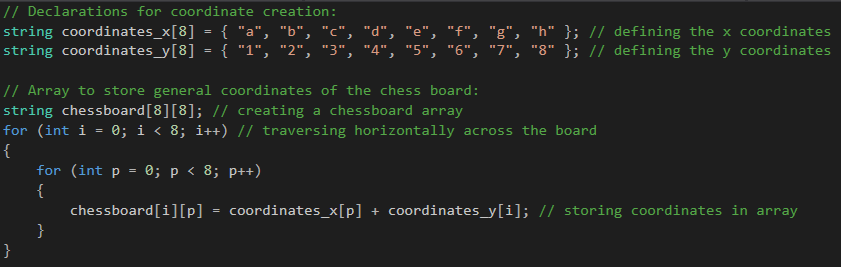 // Declarations for coordinate creation:
string coordinates_x[8] = { "a", "b", "c", "d", "e", "f", "g", "h" }; // defining the x coordinates
string coordinates_y[8] = { "1", "2", "3", "4", "5", "6", "7", "8" }; // defining the y coordinates
// Array to store general coordinates of the chess board:
string chessboard[8][8]; // creating a chessboard array
for (int i = 0; i < 8; i++) // traversing horizontally across the board
{
    for (int p = 0; p < 8; p++)
    {
        chessboard[i][p] = coordinates_x[p] + coordinates_y[i]; // storing coordinates in array
    }
}